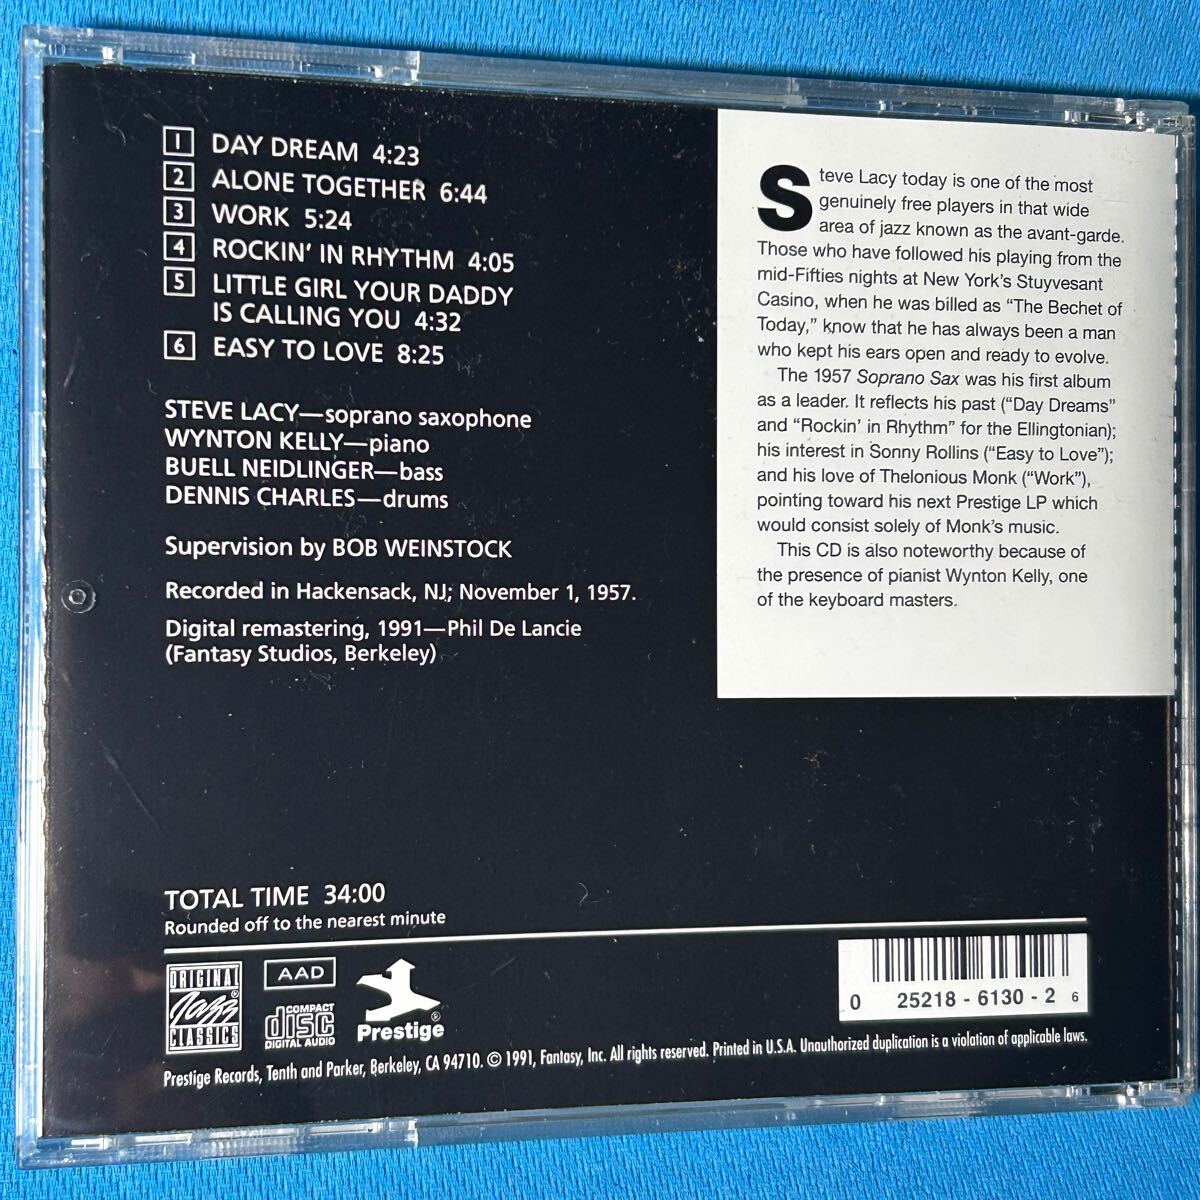 1 DAY DREAM 4:23
2 ALONE TOGETHER 6:44
3 WORK 5:24
4 ROCKIN' IN RHYTHM 4:05
5 LITTLE GIRL YOUR DADDY
IS CALLING YOU 4:32
6 EASY TO LOVE 8:25
STEVE LACY—soprano saxophone
WYNTON KELLY—piano
BUELL NEIDLINGER—bass
DENNIS CHARLES—drums
Supervision by BOB WEINSTOCK
Recorded in Hackensack, NJ; November 1, 1957.
Digital remastering, 1991—Phil De Lancie
(Fantasy Studios, Berkeley)
Steve Lacy today is one of the most
genuinely free players in that wide
area of jazz known as the avant-garde.
Those who have followed his playing from the
mid-Fifties nights at New York's Stuyvesant
Casino, when he was billed as “The Bechet of
Today,” know that he has always been a man
who kept his ears open and ready to evolve.
The 1957 Soprano Sax was his first album
as a leader. It reflects his past (“Day Dreams”
and “Rockin' in Rhythm” for the Ellingtonian);
his interest in Sonny Rollins (“Easy to Love”);
and his love of Thelonious Monk (“Work”),
pointing toward his next Prestige LP which
would consist solely of Monk's music.
This CD is also noteworthy because of
the presence of pianist Wynton Kelly, one
of the keyboard masters.
TOTAL TIME 34:00
Rounded off to the nearest minute
ORIGINAL
Jazz®
CLASSICS
AAD
COMPACT
disc
DIGITAL AUDIO
Prestige®
0 25218-6130-2 6
Prestige Records, Tenth and Parker, Berkeley, CA 94710. © 1991, Fantasy, Inc. All rights reserved. Printed in U.S.A. Unauthorized duplication is a violation of applicable laws.